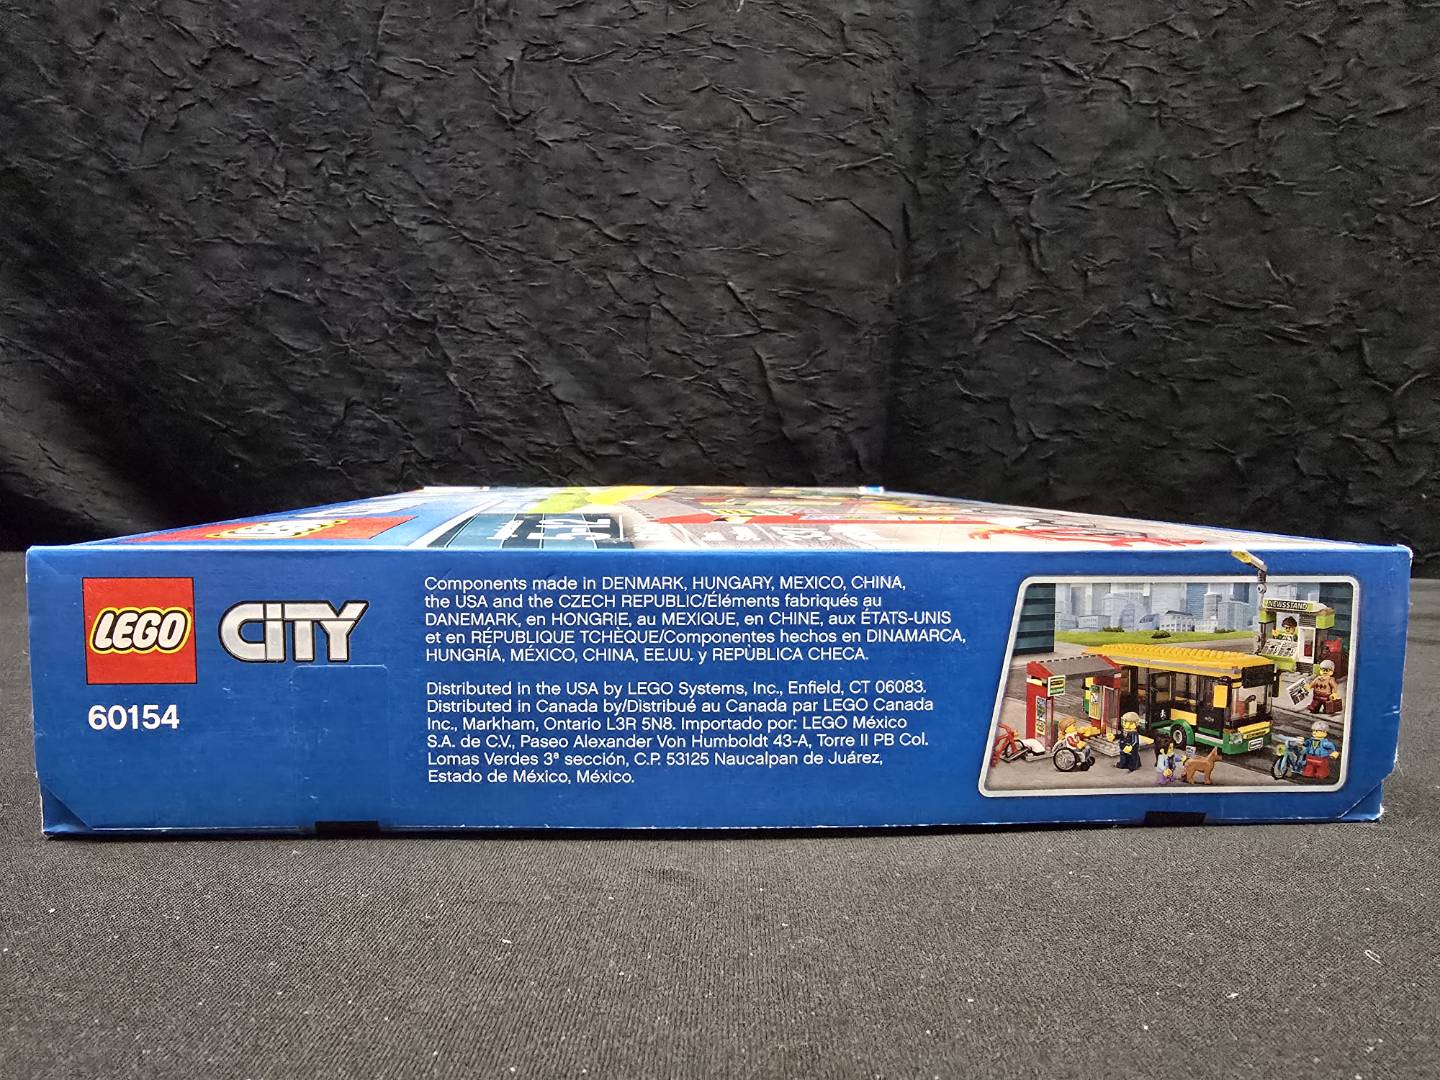 5-12
LEGO
CITY
60154
Components made in DENMARK, HUNGARY, MEXICO, CHINA,
the USA and the CZECH REPUBLIC/Éléments fabriqués au
DANEMARK, en HONGRIE, au MEXIQUE, en CHINE, aux ÉTATS-UNIS
et en RÉPUBLIQUE TCHÈQUE/Componentes hechos en DINAMARCA,
HUNGRÍA, MÉXICO, CHINA, EE.UU. y REPÚBLICA CHECA.
Distributed in the USA by LEGO Systems, Inc., Enfield, CT 06083.
Distributed in Canada by/Distribué au Canada par LEGO Canada
Inc., Markham, Ontario L3R 5N8. Importado por: LEGO México
S.A. de C.V., Paseo Alexander Von Humboldt 43-A, Torre II PB Col.
Lomas Verdes 3ª sección, C.P. 53125 Naucalpan de Juárez,
Estado de México, México.
NEWSSTAND